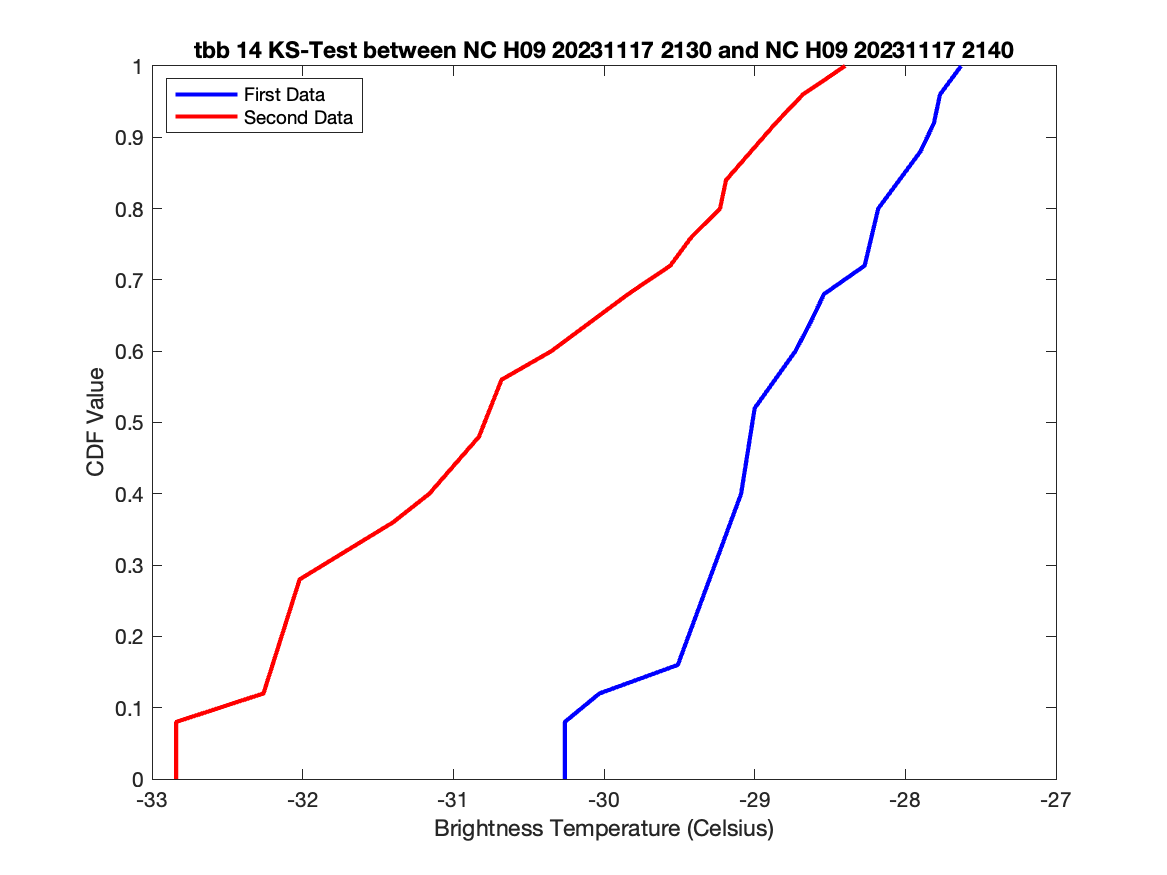 tbb 14 KS-Test between NC H09 20231117 2130 and NC H09 20231117 2140
First Data
Second Data
1
0.9
0.8
0.7
0.6
0.5
0.4
0.3
0.2
0.1
0
CDF Value
-33 -32 -31 -30 -29 -28 -27
Brightness Temperature (Celsius)